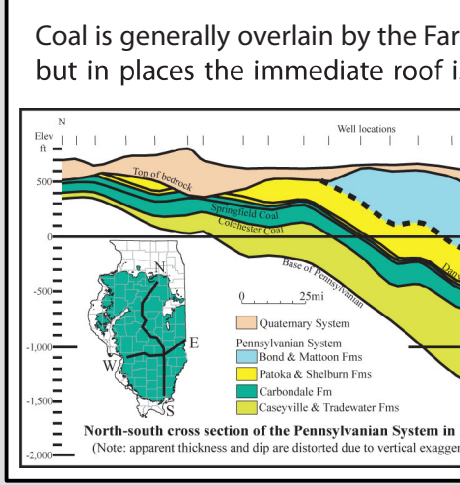 Coal is generally overlain by the Far
but in places the immediate roof i
N
Elev
ft
Well locations
500
0
-500
-1,000
-1,500
-2,000
Top of bedrock
Springfield Coal
Colchester Coal
Base of Pennsylvanian
Dan
N
E
W
S
0 25mi
Quaternary System
Pennsylvanian System
Bond & Mattoon Fms
Patoka & Shelburn Fms
Carbondale Fm
Caseyville & Tradewater Fms
North-south cross section of the Pennsylvanian System in
(Note: apparent thickness and dip are distorted due to vertical exagger